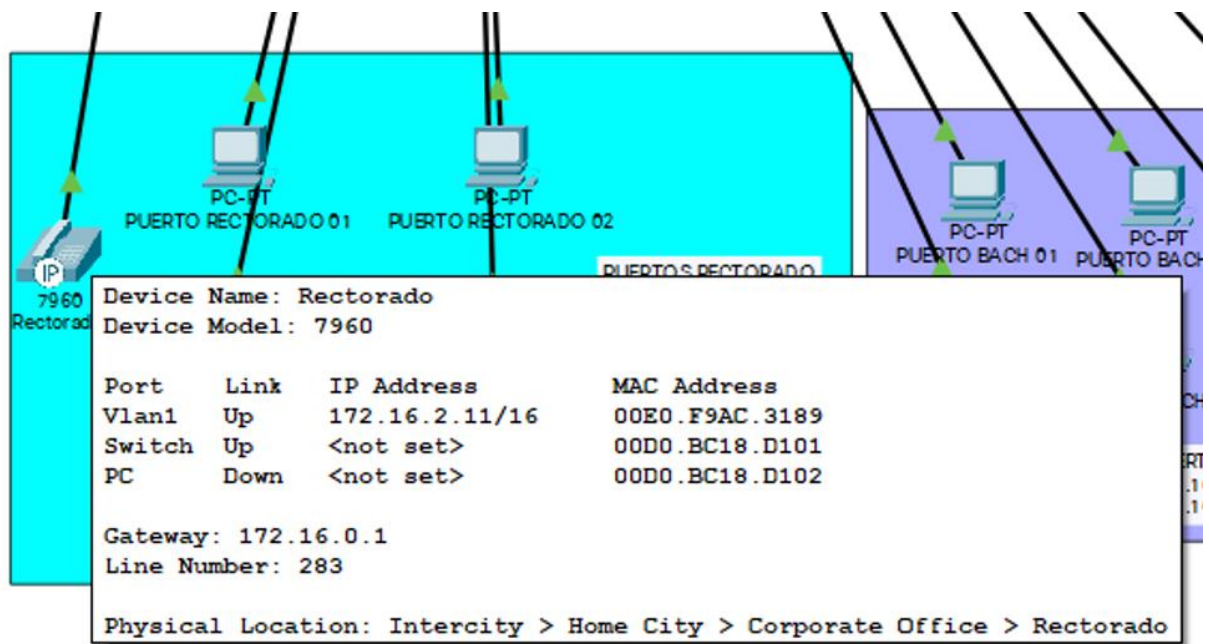 PC-PT
PUERTO RECTORADO 01
PC-PT
PUERTO RECTORADO 02
PC-PT
PUERTO BACH 01
PC-PT
PUERTO BACH
IP
7960
PUERTOS RECTORADO
Device Name: Rectorado
Device Model: 7960
Port Link IP Address MAC Address
Vlan1 Up 172.16.2.11/16 00E0.F9AC.3189
Switch Up <not set> 00D0.BC18.D101
PC Down <not set> 00D0.BC18.D102
Gateway: 172.16.0.1
Line Number: 283
Physical Location: Intercity > Home City > Corporate Office > Rectorado